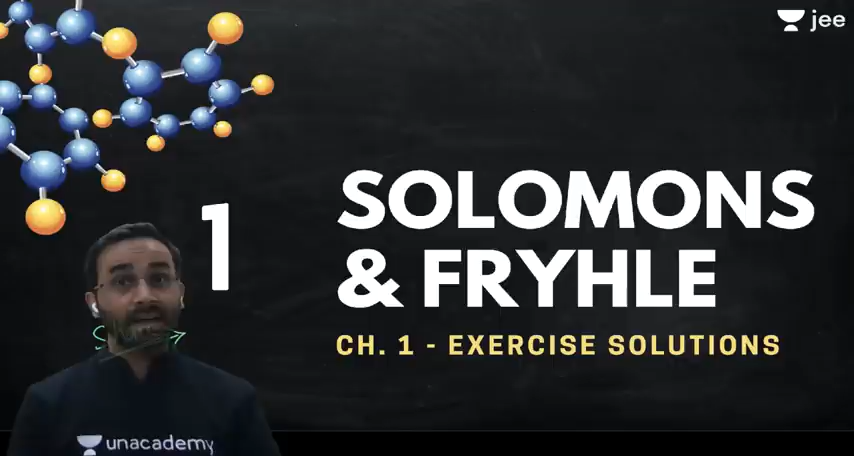 jee
1
SOLOMONS
& FRYHLE
CH. 1 - EXERCISE SOLUTIONS
unacademy